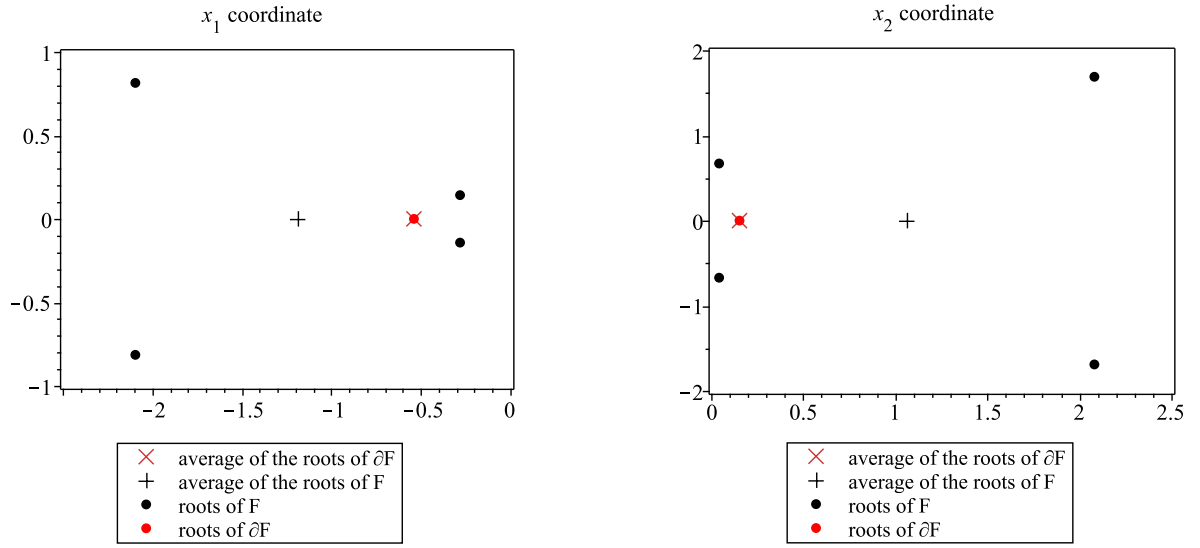 x₁ coordinate
1
0.5
0
−0.5
−1
−2 −1.5 −1 −0.5 0
average of the roots of ∂F
average of the roots of F
roots of F
roots of ∂F
x₂ coordinate
2
1
0
−1
−2
0 0.5 1 1.5 2 2.5
average of the roots of ∂F
average of the roots of F
roots of F
roots of ∂F